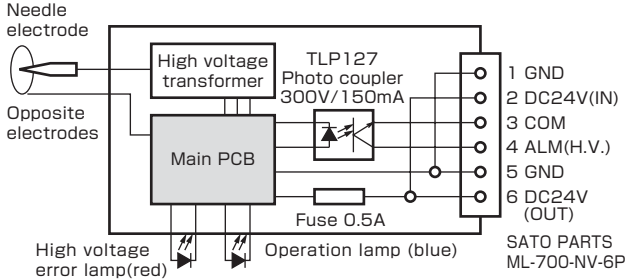 Needle
electrode
Opposite
electrodes
High voltage
transformer
TLP127
Photo coupler
300V/150mA
Main PCB
Fuse 0.5A
1 GND
2 DC24V(IN)
3 COM
4 ALM(H.V.)
5 GND
6 DC24V
(OUT)
High voltage
error lamp(red)
Operation lamp (blue)
SATO PARTS
ML-700-NV-6P